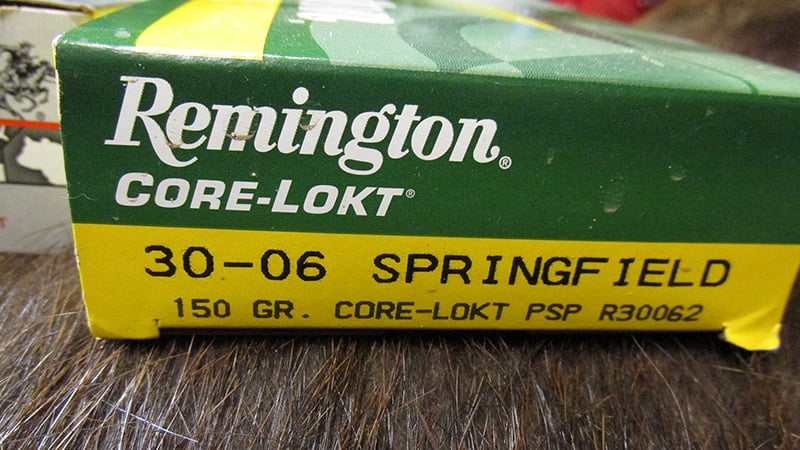 Remington®
CORE-LOKT®
30-06 SPRINGFIELD
150 GR. CORE-LOKT PSP R30062